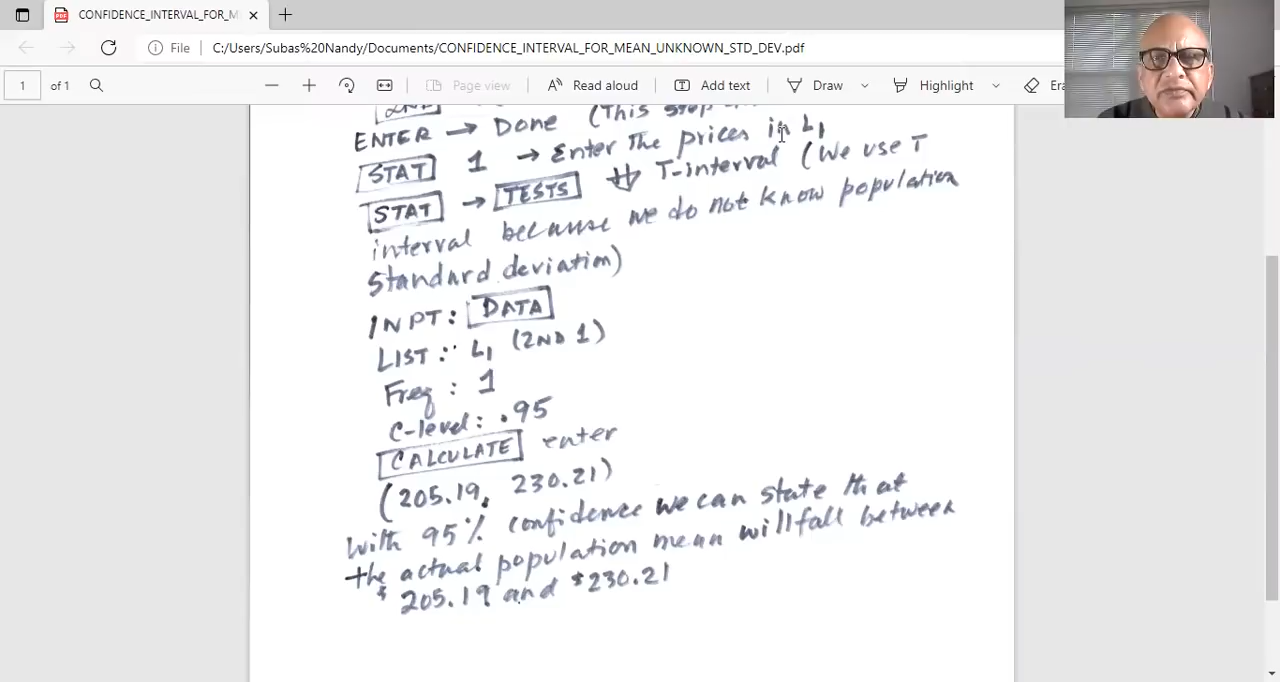 CONFIDENCE_INTERVAL_FOR_M
File C:/Users/Subas%20Nandy/Documents/CONFIDENCE_INTERVAL_FOR_MEAN_UNKNOWN_STD_DEV.pdf
1 of 1 Page view Read aloud Add text Draw Highlight Era
2ND
ENTER → Done (This step
STAT 1 → Enter the prices in L1
STAT → TESTS T-interval (We use T
interval because we do not know population
standard deviation)
INPT: DATA
LIST: L1 (2ND 1)
Freq: 1
C-level: .95
CALCULATE enter
(205.19, 230.21)
With 95% confidence we can state that
the actual population mean will fall between
$ 205.19 and $230.21